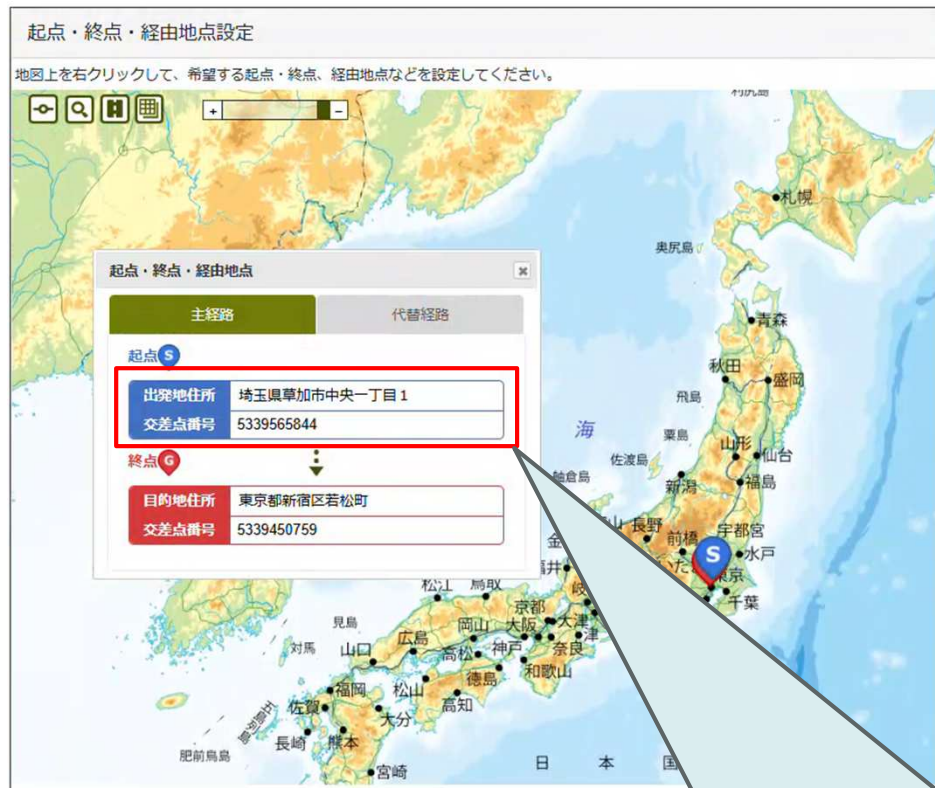 起点・終点・経由地点設定
地図上を右クリックして、希望する起点・終点、経由地点などを設定してください。
+
-
利尻島
札幌
奥尻島
起点・終点・経由地点
主経路
代替経路
起点 S
出発地住所 埼玉県草加市中央一丁目1
交差点番号 5339565844
終点 G
目的地住所 東京都新宿区若松町
交差点番号 5339450759
青森
秋田
盛岡
飛島
海
粟島
山形
仙台
佐渡島
新潟
福島
長野
前橋
宇都宮
水戸
S
東京
千葉
松江
鳥取
見島
対馬
山口
広島
岡山
京都
大阪
大津
津
高松
神戸
奈良
和歌山
徳島
松山
高知
福岡
佐賀
大分
五島列島
長崎
熊本
肥前鳥島
宮崎
日 本 国